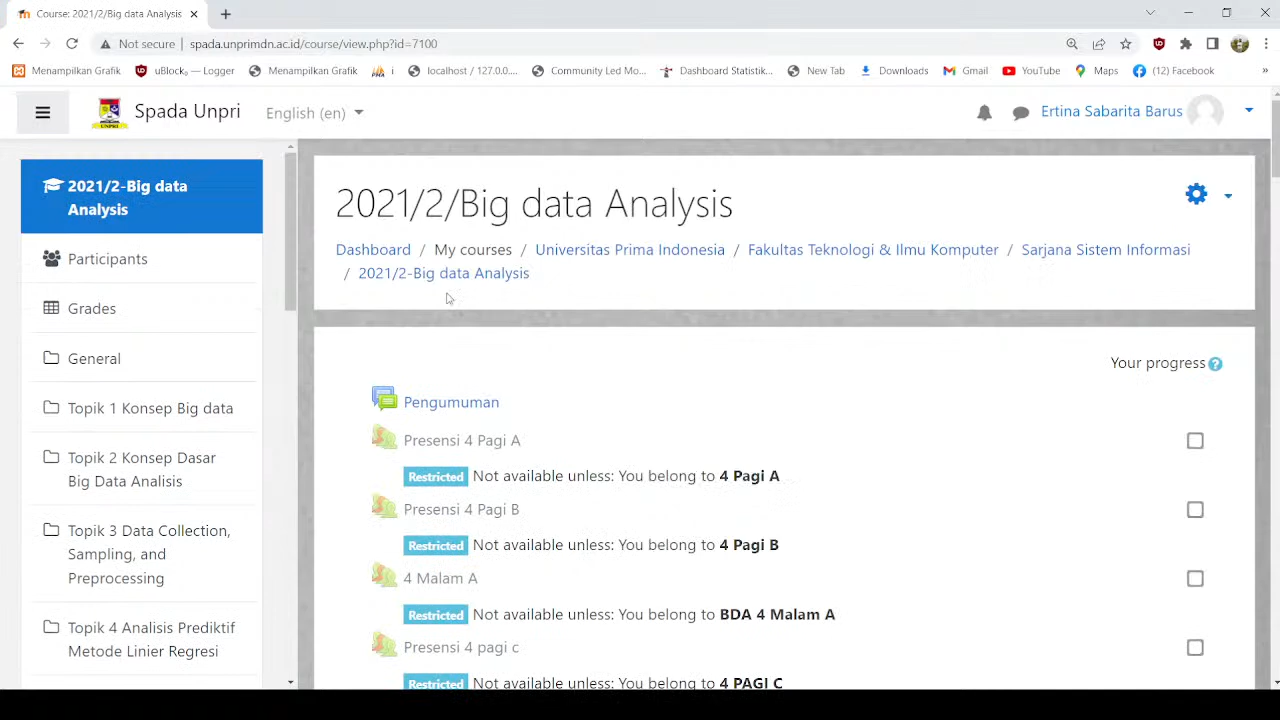 Course: 2021/2/Big data Analysis
Not secure | spada.unprimdn.ac.id/course/view.php?id=7100
Menampilkan Grafik uBlock₀ — Logger Menampilkan Grafik i localhost / 127.0.0.... Community Led Mo... Dashboard Statistik... New Tab Downloads Gmail YouTube Maps (12) Facebook »
Spada Unpri English (en) Ertina Sabarita Barus
2021/2-Big data
Analysis
Participants
Grades
General
Topik 1 Konsep Big data
Topik 2 Konsep Dasar
Big Data Analisis
Topik 3 Data Collection,
Sampling, and
Preprocessing
Topik 4 Analisis Prediktif
Metode Linier Regresi
2021/2/Big data Analysis
Dashboard / My courses / Universitas Prima Indonesia / Fakultas Teknologi & Ilmu Komputer / Sarjana Sistem Informasi
/ 2021/2-Big data Analysis
Your progress
Pengumuman
Presensi 4 Pagi A
Restricted Not available unless: You belong to 4 Pagi A
Presensi 4 Pagi B
Restricted Not available unless: You belong to 4 Pagi B
4 Malam A
Restricted Not available unless: You belong to BDA 4 Malam A
Presensi 4 pagi c
Restricted Not available unless: You belong to 4 PAGI C